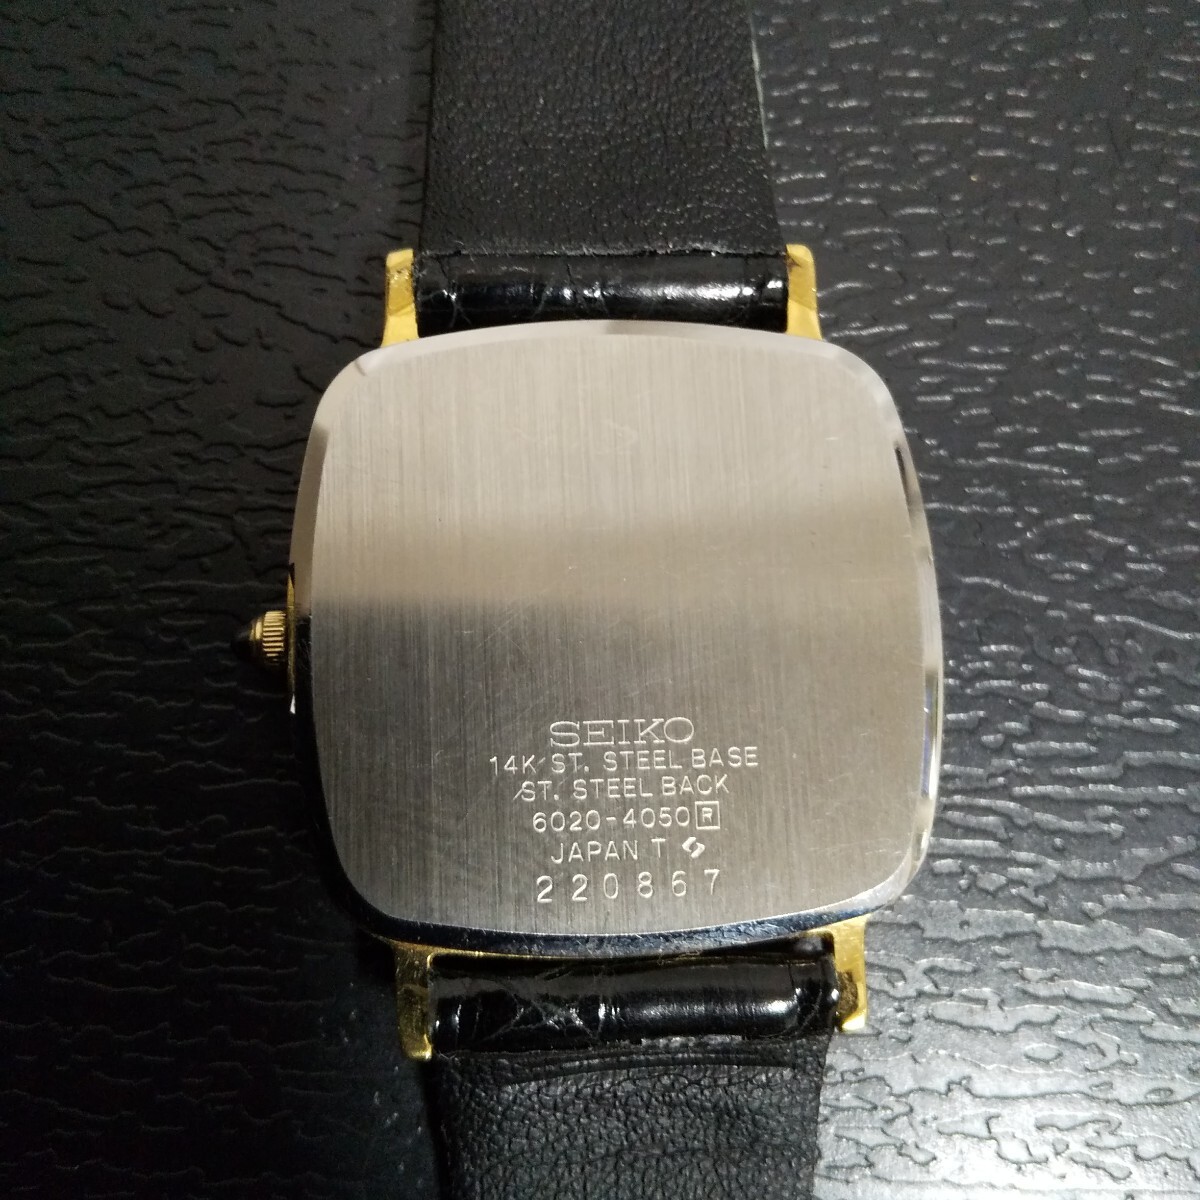 SEIKO
14K ST. STEEL BASE
ST. STEEL BACK
6020-4050 R
JAPAN T
220867